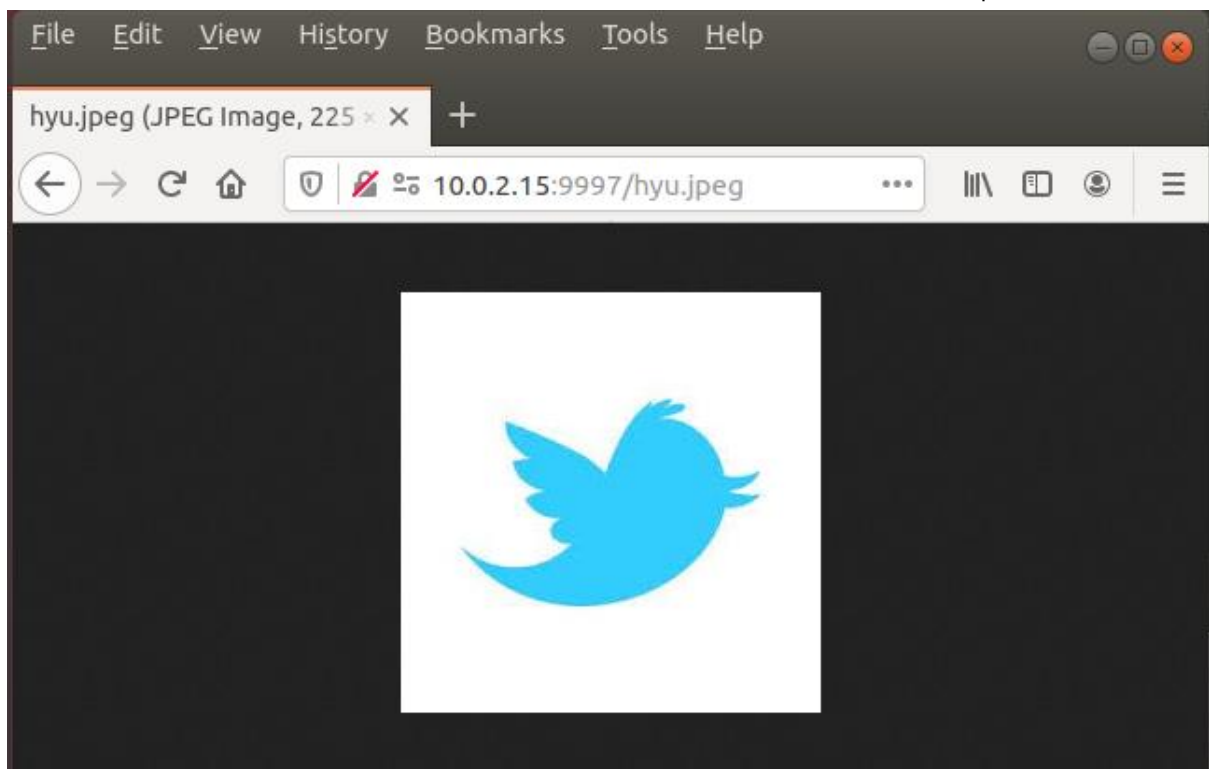 File Edit View History Bookmarks Tools Help
hyu.jpeg (JPEG Image, 225 ×
10.0.2.15:9997/hyu.jpeg